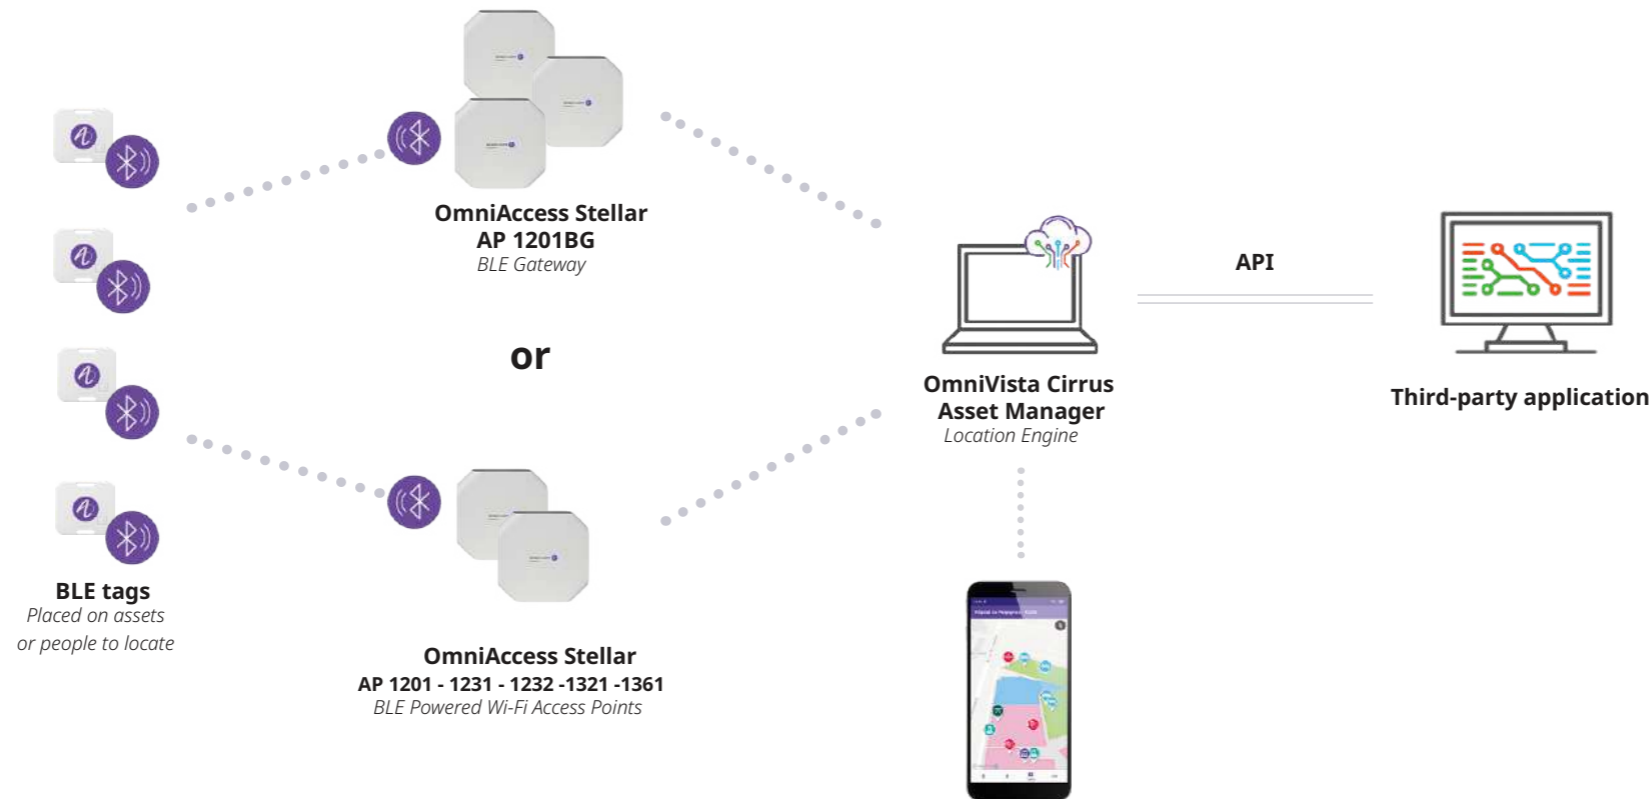 OmniAccess Stellar
AP 1201BG
BLE Gateway
or
BLE tags
Placed on assets
or people to locate
OmniAccess Stellar
AP 1201 - 1231 - 1232 -1321 -1361
BLE Powered Wi-Fi Access Points
OmniVista Cirrus
Asset Manager
Location Engine
API
Third-party application